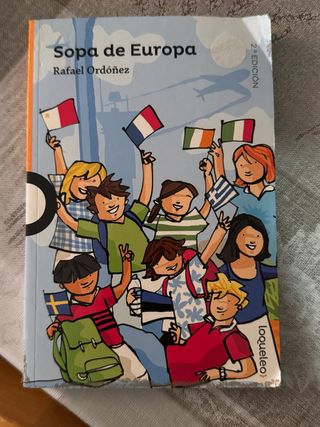 Sopa de Europa
Rafael Ordóñez
2ª EDICIÓN
loqueleo